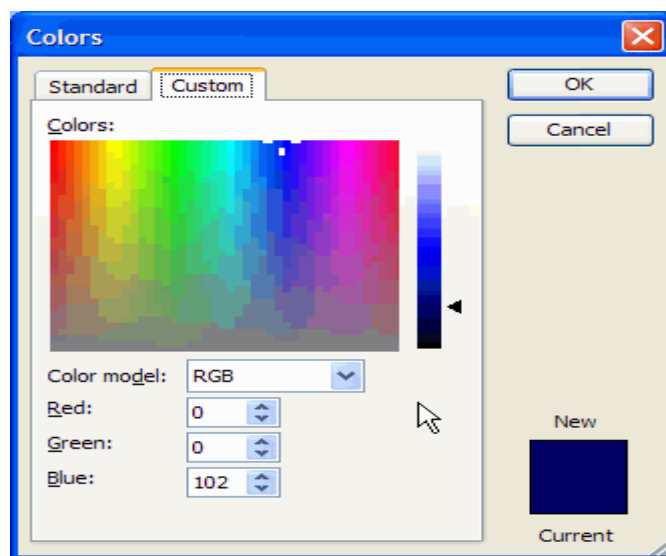 Colors
Standard Custom OK
Colors: Cancel
Color model: RGB
Red: 0
Green: 0 New
Blue: 102
Current